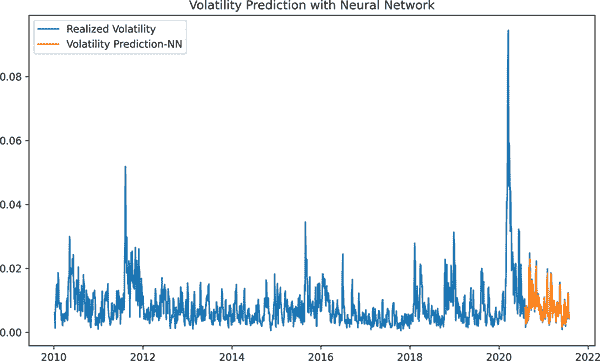 Volatility Prediction with Neural Network
Realized Volatility
Volatility Prediction-NN
0.08
0.06
0.04
0.02
0.00
2010 2012 2014 2016 2018 2020 2022